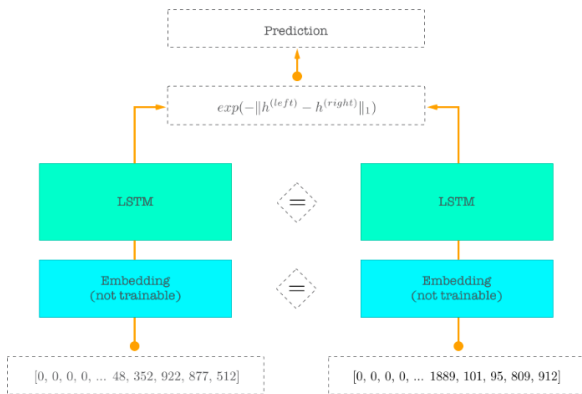 Prediction
exp(−‖h^(left) − h^(right)‖₁)
LSTM = LSTM
Embedding (not trainable) = Embedding (not trainable)
[0, 0, 0, 0, ... 48, 352, 922, 877, 512] [0, 0, 0, 0, ... 1889, 101, 95, 809, 912]